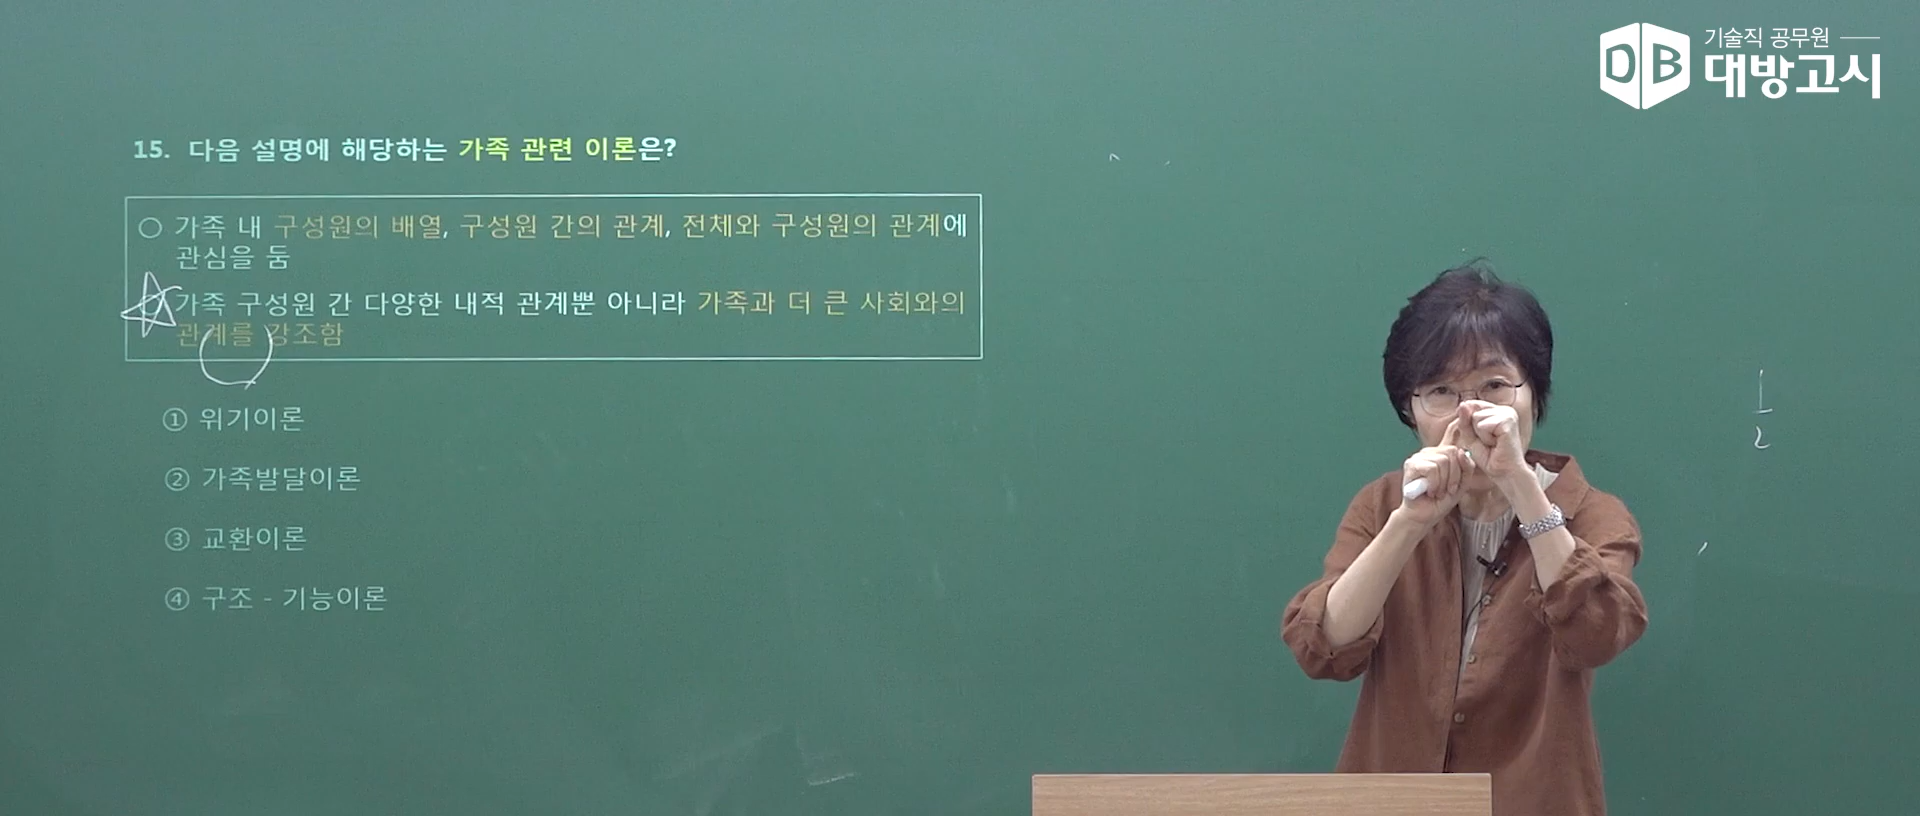 기술직 공무원
DB 대방고시
15. 다음 설명에 해당하는 가족 관련 이론은?
○ 가족 내 구성원의 배열, 구성원 간의 관계, 전체와 구성원의 관계에
관심을 둠
가족 구성원 간 다양한 내적 관계뿐 아니라 가족과 더 큰 사회와의
관계를 강조함
① 위기이론
② 가족발달이론
③ 교환이론
④ 구조 - 기능이론
1
2